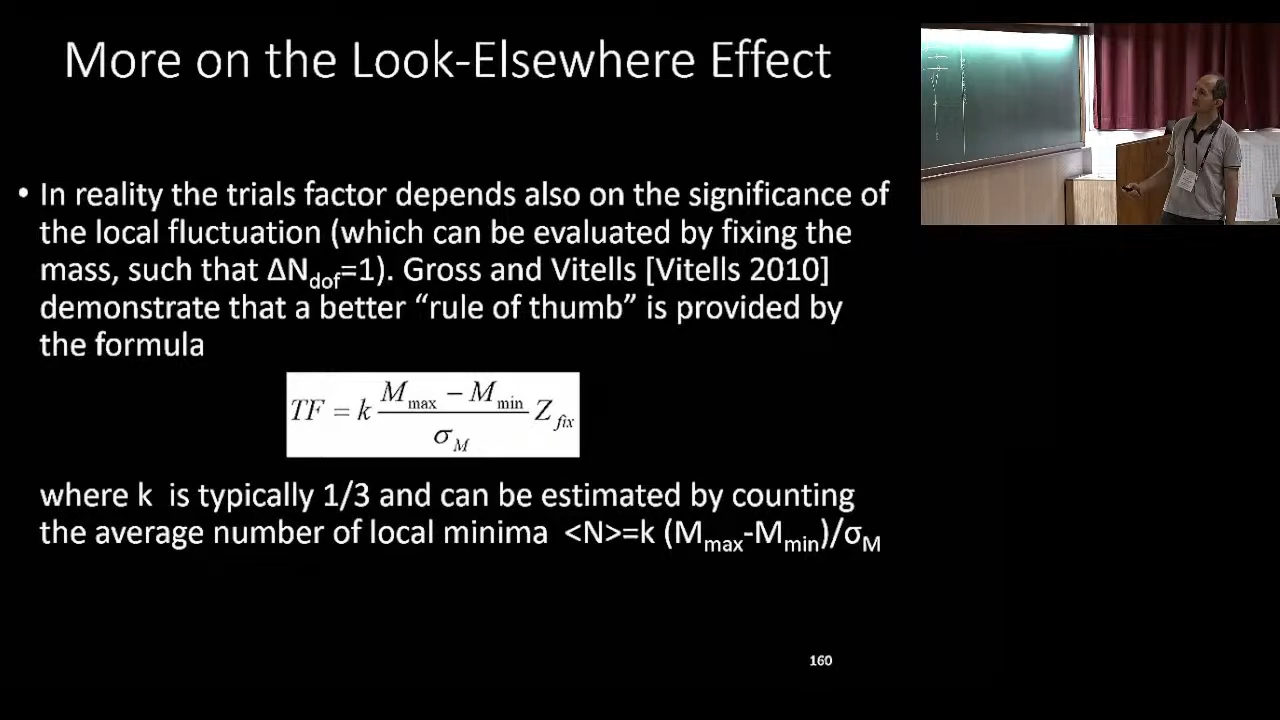 More on the Look-Elsewhere Effect
• In reality the trials factor depends also on the significance of
the local fluctuation (which can be evaluated by fixing the
mass, such that ΔN_dof=1). Gross and Vitells [Vitells 2010]
demonstrate that a better “rule of thumb” is provided by
the formula
TF = k (M_max − M_min)/σ_M Z_fix
where k is typically 1/3 and can be estimated by counting
the average number of local minima <N>=k (M_max-M_min)/σ_M
160